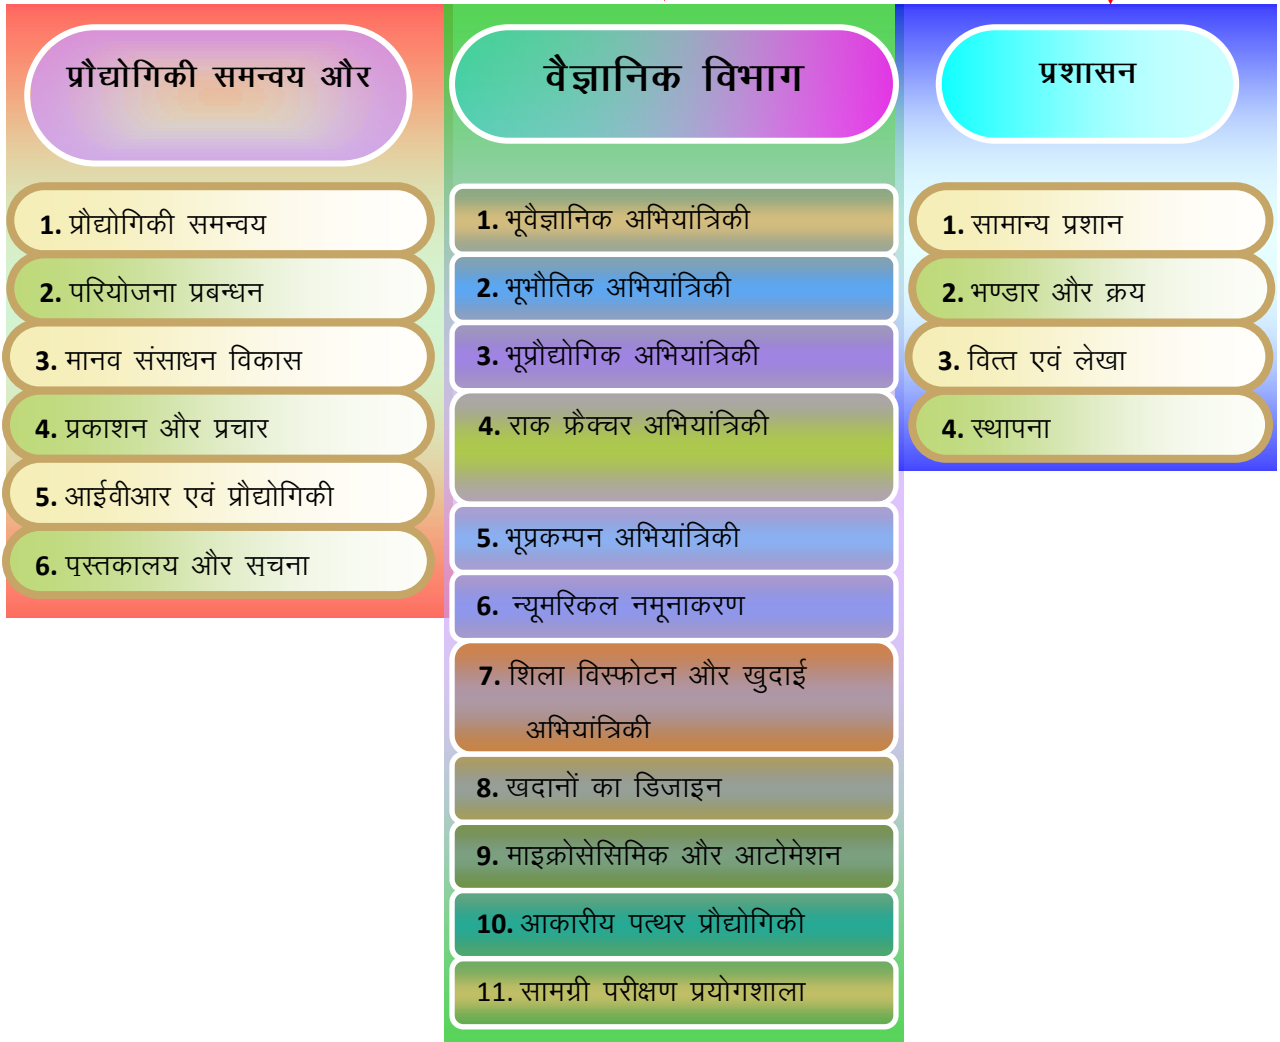 प्रौद्योगिकी समन्वय और
1. प्रौद्योगिकी समन्वय
2. परियोजना प्रबन्धन
3. मानव संसाधन विकास
4. प्रकाशन और प्रचार
5. आईवीआर एवं प्रौद्योगिकी
6. पुस्तकालय और सूचना
वैज्ञानिक विभाग
1. भूवैज्ञानिक अभियांत्रिकी
2. भूभौतिक अभियांत्रिकी
3. भूप्रौद्योगिक अभियांत्रिकी
4. राक फ्रैक्चर अभियांत्रिकी
5. भूप्रकम्पन अभियांत्रिकी
6. न्यूमरिकल नमूनाकरण
7. शिला विस्फोटन और खुदाई
अभियांत्रिकी
8. खदानों का डिजाइन
9. माइक्रोसेसिमिक और आटोमेशन
10. आकारीय पत्थर प्रौद्योगिकी
11. सामग्री परीक्षण प्रयोगशाला
प्रशासन
1. सामान्य प्रशान
2. भण्डार और क्रय
3. वित्त एवं लेखा
4. स्थापना